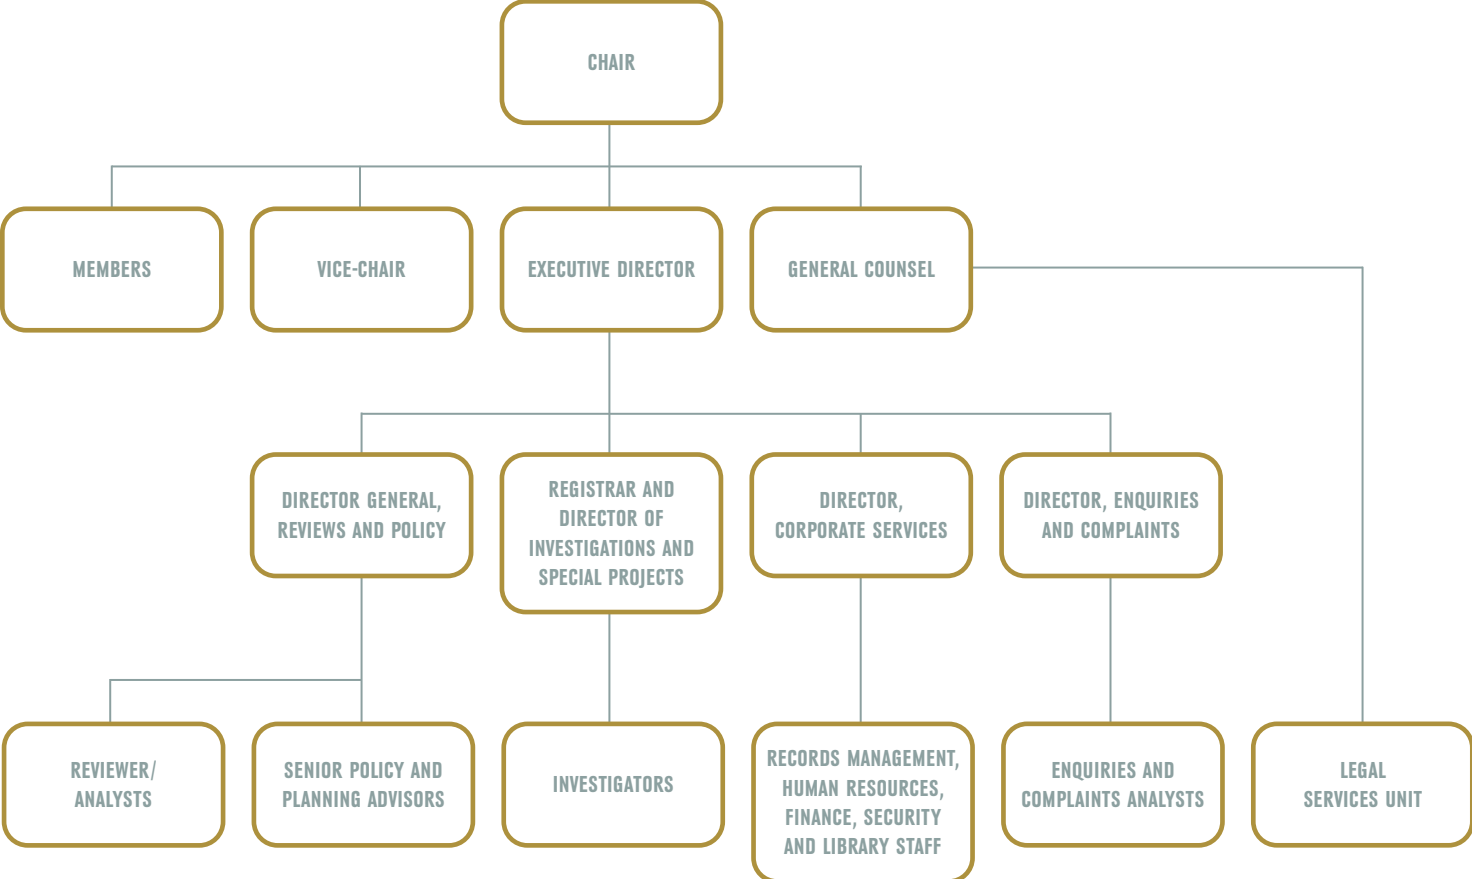 CHAIR
MEMBERS
VICE-CHAIR
EXECUTIVE DIRECTOR
GENERAL COUNSEL
DIRECTOR GENERAL,
REVIEWS AND POLICY
REGISTRAR AND
DIRECTOR OF
INVESTIGATIONS AND
SPECIAL PROJECTS
DIRECTOR,
CORPORATE SERVICES
DIRECTOR, ENQUIRIES
AND COMPLAINTS
REVIEWER/
ANALYSTS
SENIOR POLICY AND
PLANNING ADVISORS
INVESTIGATORS
RECORDS MANAGEMENT,
HUMAN RESOURCES,
FINANCE, SECURITY
AND LIBRARY STAFF
ENQUIRIES AND
COMPLAINTS ANALYSTS
LEGAL
SERVICES UNIT